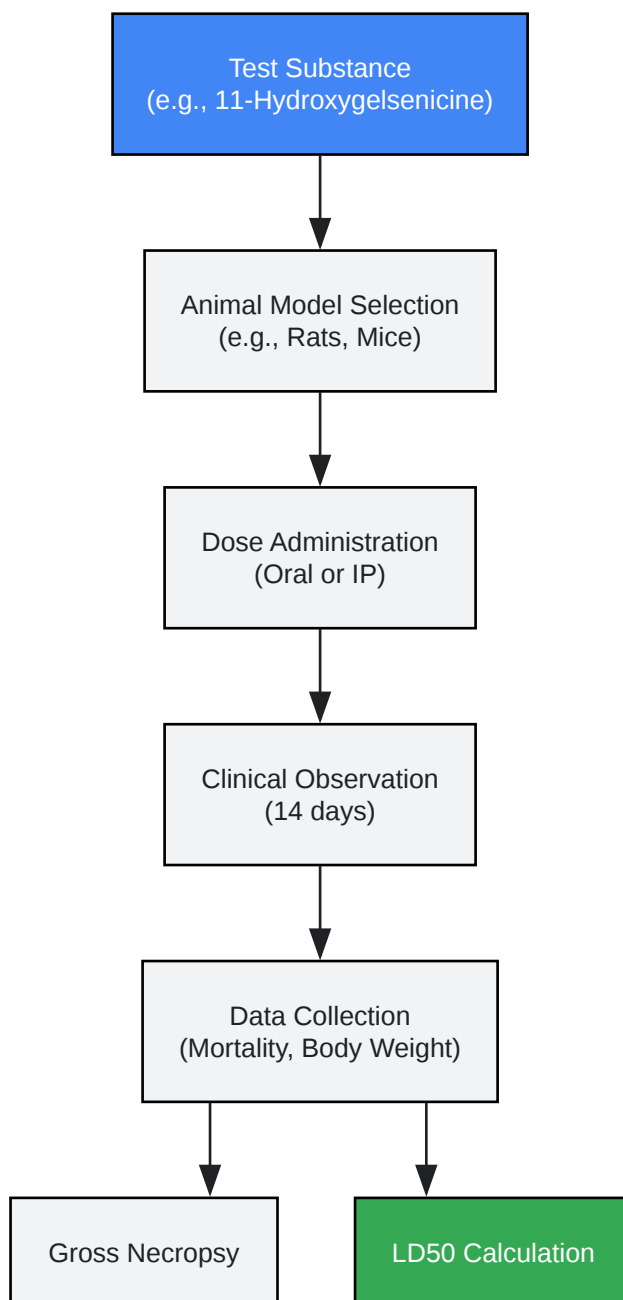 Test Substance
(e.g., 11-Hydroxygelsenicine)
Animal Model Selection
(e.g., Rats, Mice)
Dose Administration
(Oral or IP)
Clinical Observation
(14 days)
Data Collection
(Mortality, Body Weight)
Gross Necropsy
LD50 Calculation